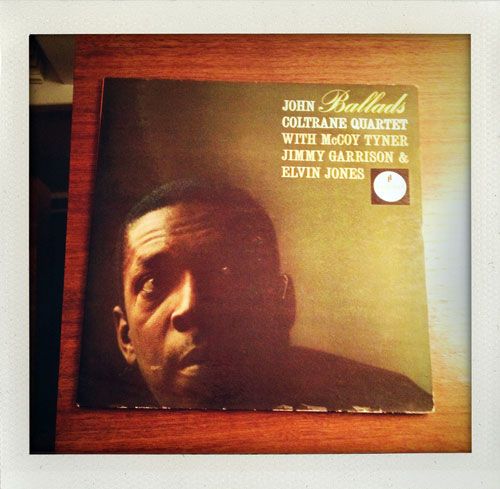 JOHN Ballads
COLTRANE QUARTET
WITH McCOY TYNER
JIMMY GARRISON &
ELVIN JONES